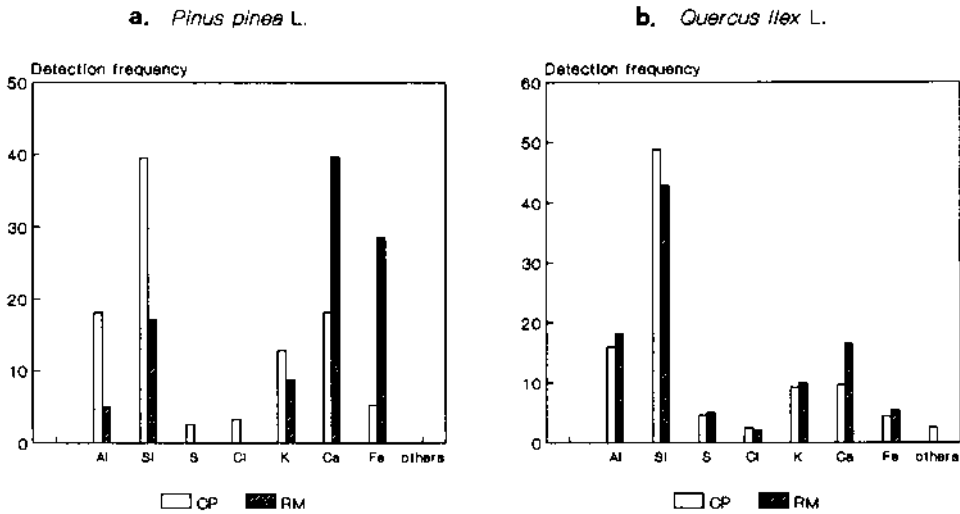 a. Pinus pinea L.
Detection frequency
50
40
30
20
10
0
Al Si S Cl K Ca Fe others
CP RM
b. Quercus ilex L.
Detection frequency
60
50
40
30
20
10
0
Al Si S Cl K Ca Fe others
CP RM